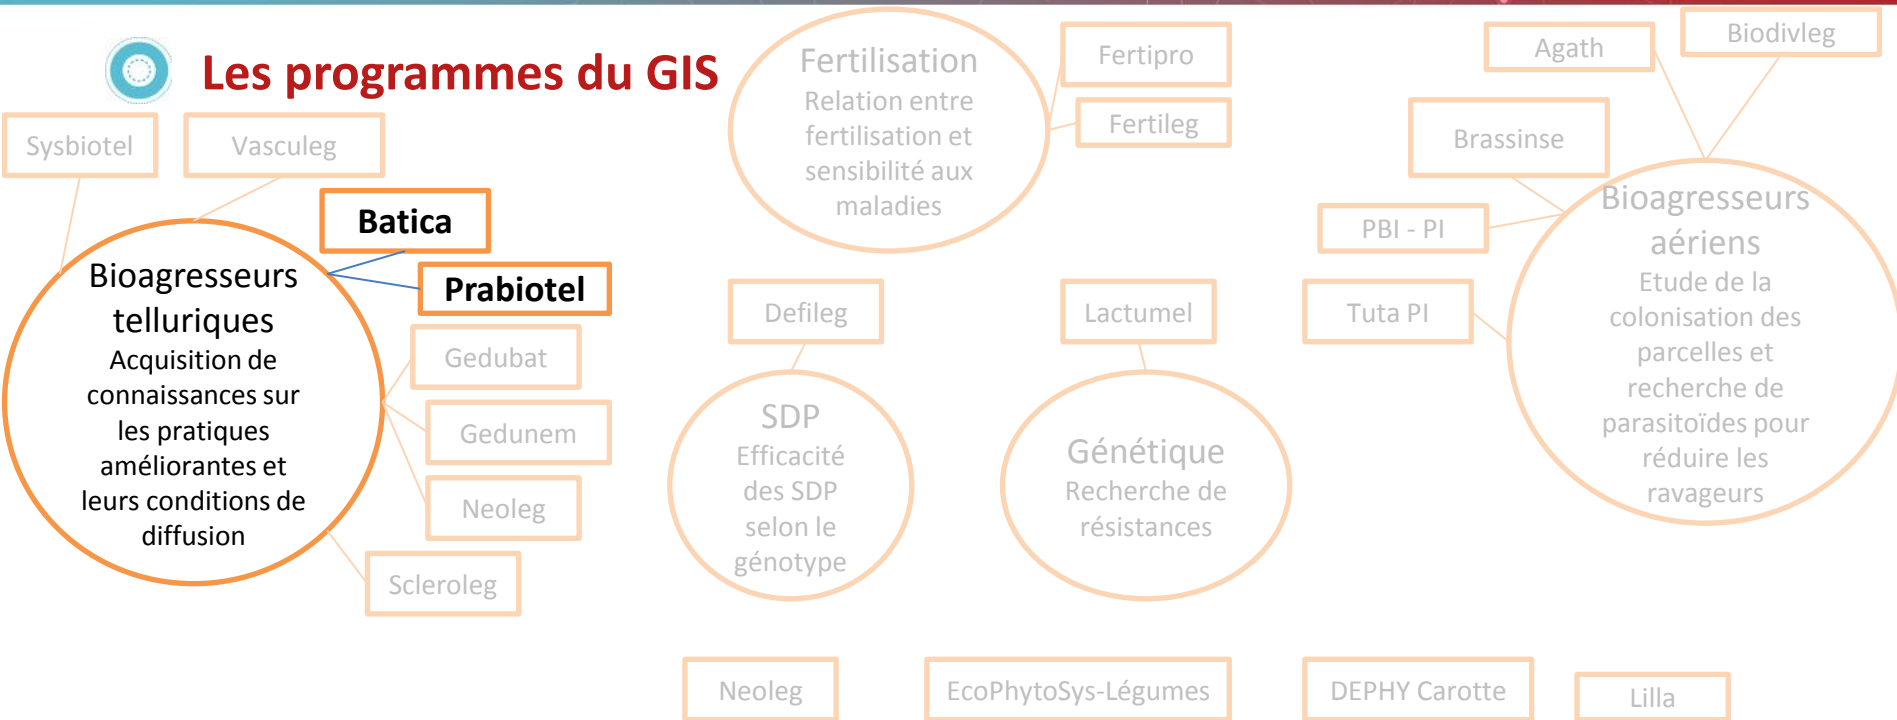 Les programmes du GIS
Sysbiotel
Vasculeg
Batica
Prabiotel
Bioagresseurs
telluriques
Acquisition de
connaissances sur
les pratiques
améliorantes et
leurs conditions de
diffusion
Gedubat
Gedunem
Neoleg
Scleroleg
Fertilisation
Relation entre
fertilisation et
sensibilité aux
maladies
Fertipro
Fertileg
Defileg
SDP
Efficacité
des SDP
selon le
génotype
Lactumel
Génétique
Recherche de
résistances
Agath
Biodivleg
Brassinse
PBI - PI
Tuta PI
Bioagresseurs
aériens
Etude de la
colonisation des
parcelles et
recherche de
parasitoïdes pour
réduire les
ravageurs
Neoleg
EcoPhytoSys-Légumes
DEPHY Carotte
Lilla